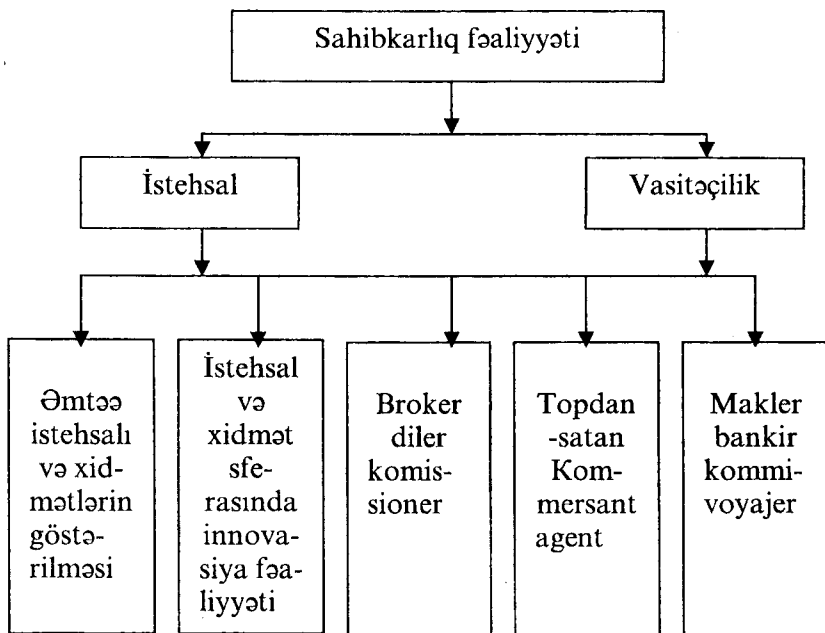 Sahibkarlıq fəaliyyəti
İstehsal
Vasitəçilik
Əmtəə
istehsalı
və xid-
mətlərin
göstə-
rilməsi
İstehsal
və
xidmət
sfe-
rasında
innova-
siya fəa-
liyyəti
Broker
diler
komis-
sioner
Topdan
-satan
Kom-
mersant
agent
Makler
bankir
kommi-
voyajer